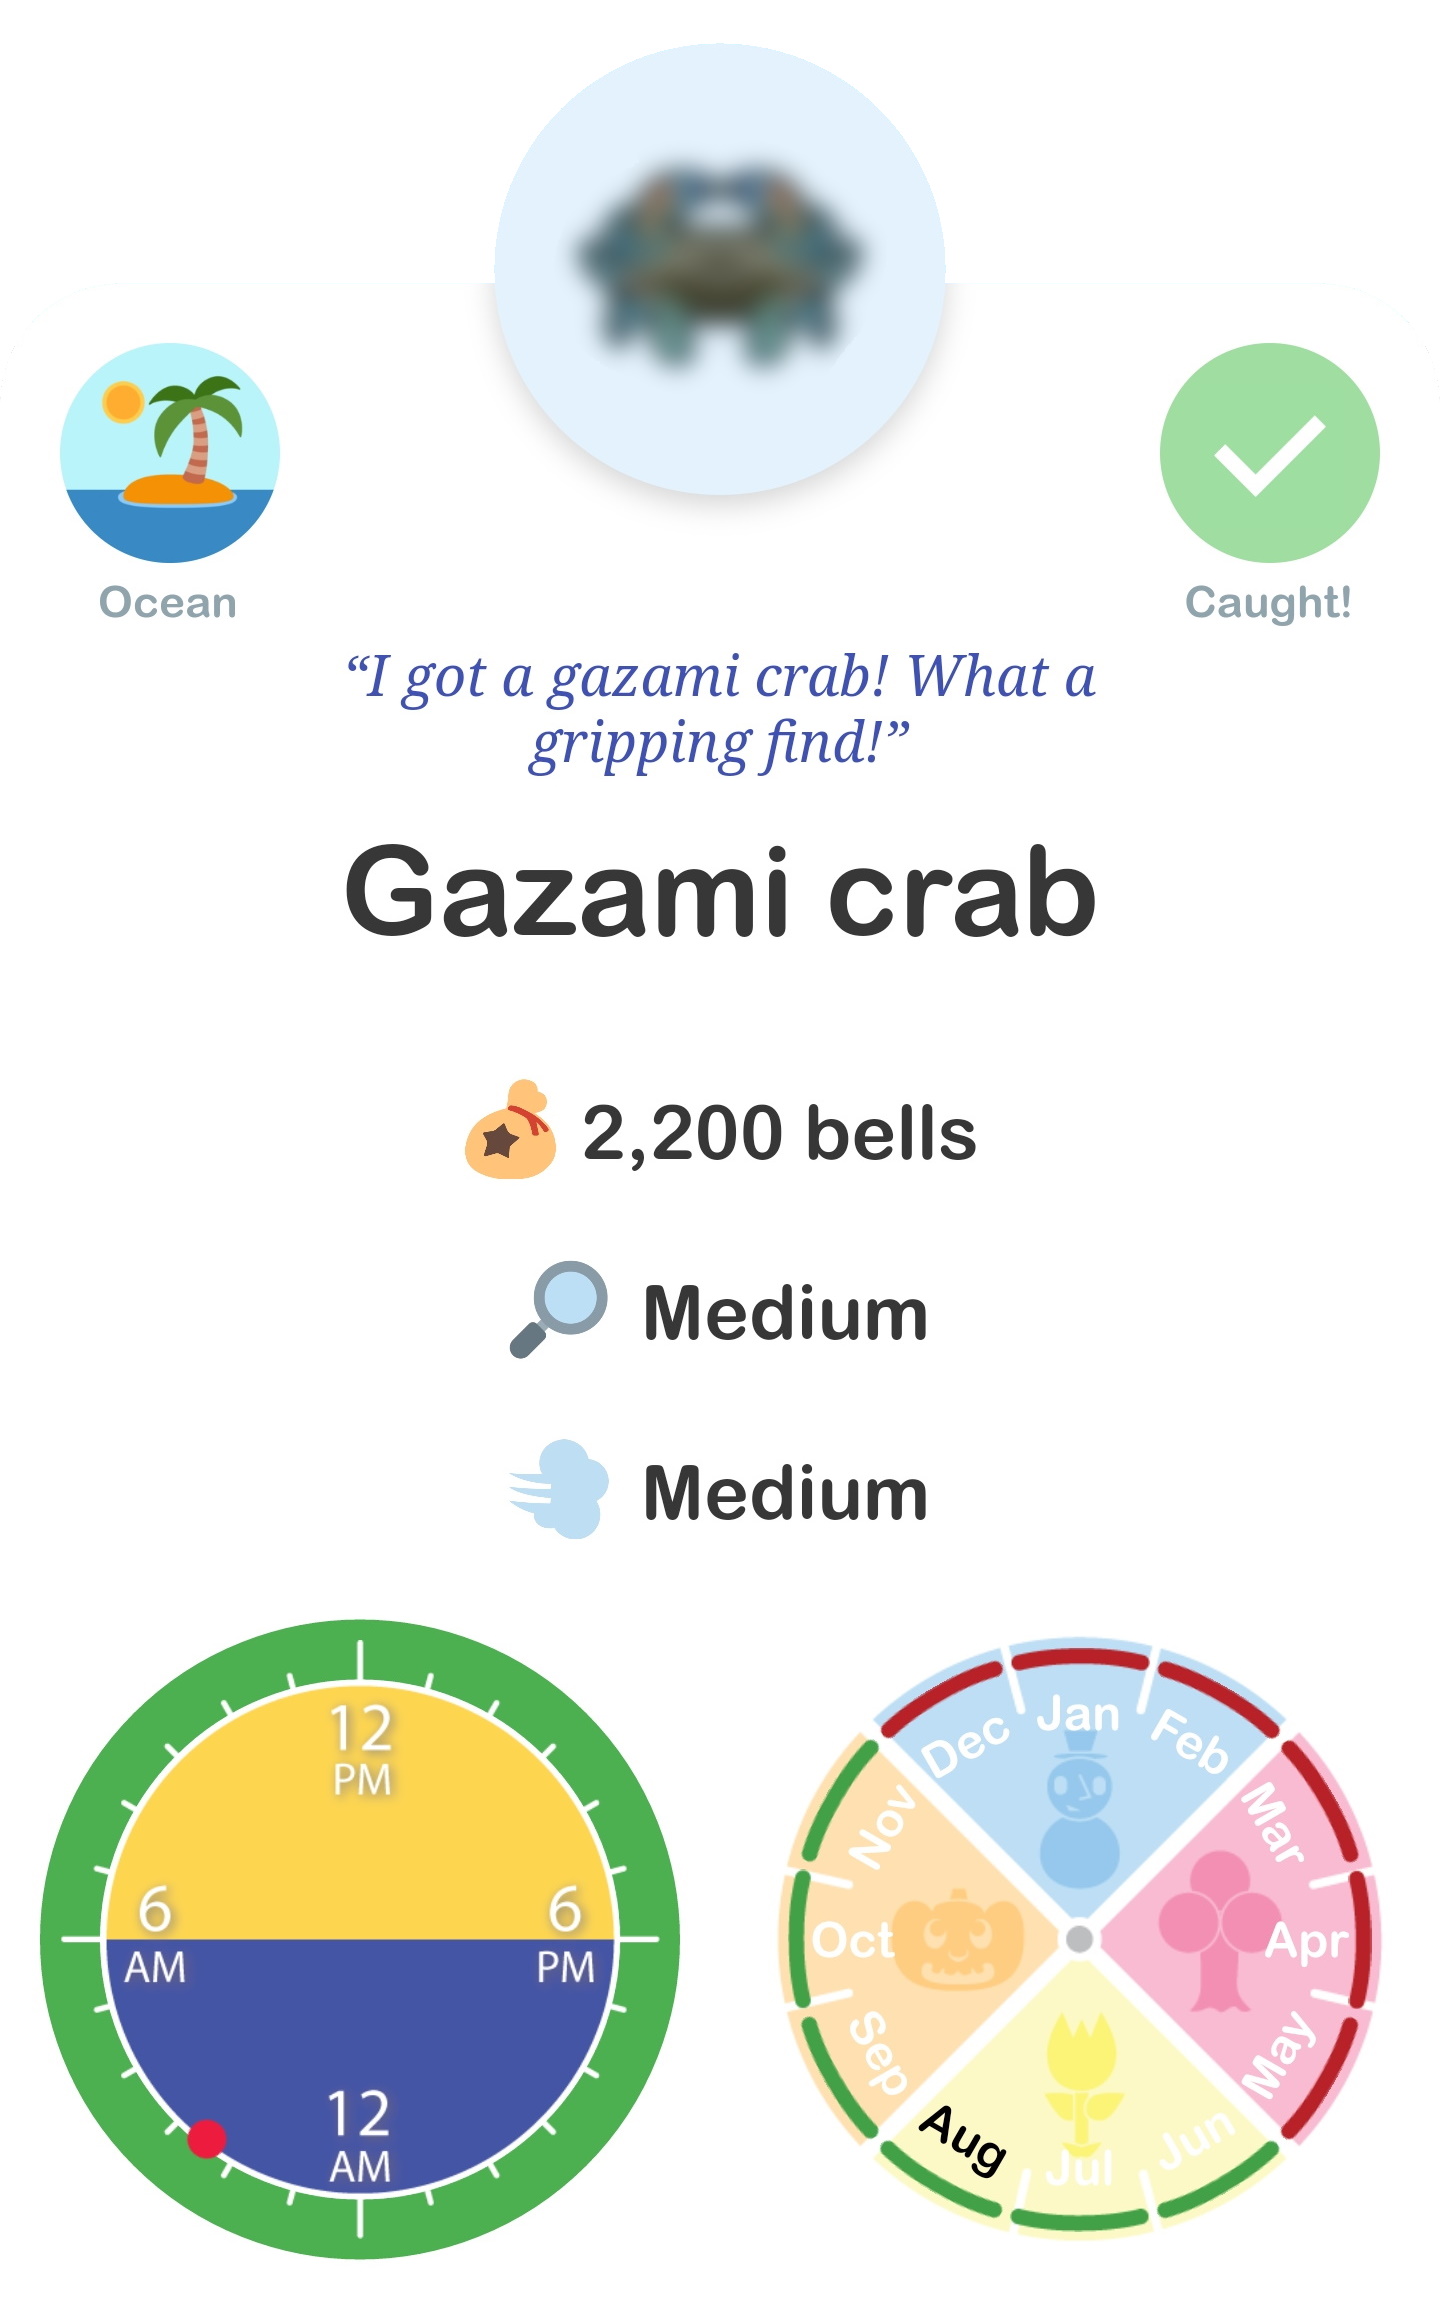 Ocean
Caught!
“I got a gazami crab! What a
gripping find!”
Gazami crab
2,200 bells
Medium
Medium
12
PM
6
AM
6
PM
12
AM
Jan
Feb
Mar
Apr
May
Jun
Jul
Aug
Sep
Oct
Nov
Dec